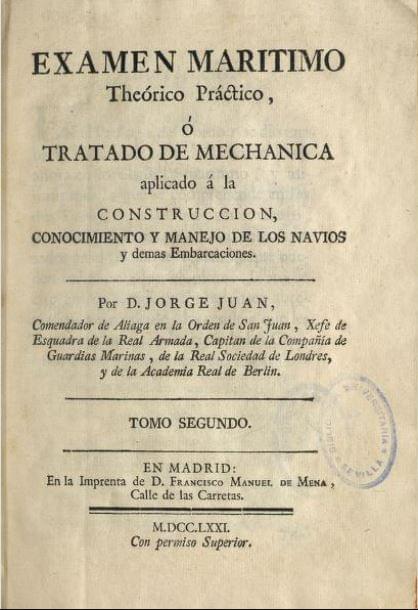 EXAMEN MARITIMO
Theórico Práctico,
ó
TRATADO DE MECHANICA
aplicado á la
CONSTRUCCION,
CONOCIMIENTO Y MANEJO DE LOS NAVIOS
y demas Embarcaciones.
Por D. JORGE JUAN,
Comendador de Aliaga en la Orden de San Juan, Xefe de
Esquadra de la Real Armada, Capitan de la Compañia de
Guardias Marinas, de la Real Sociedad de Londres,
y de la Academia Real de Berlin.
TOMO SEGUNDO.
EN MADRID:
En la Imprenta de D. FRANCISCO MANUEL DE MENA,
Calle de las Carretas.
M.DCC.LXXI.
Con permiso Superior.
UNIVERSITARIA
SEVILLA